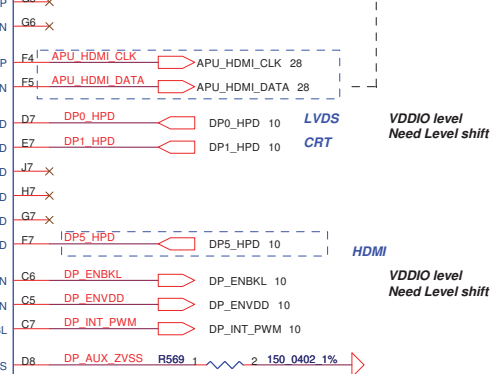 P
N G6
P F4 APU_HDMI_CLK APU_HDMI_CLK 28
N F5 APU_HDMI_DATA APU_HDMI_DATA 28
D D7 DP0_HPD DP0_HPD 10 LVDS VDDIO level
Need Level shift
D E7 DP1_HPD DP1_HPD 10 CRT
D J7
D H7
D G7
D F7 DP5_HPD DP5_HPD 10
HDMI
N C6 DP_ENBKL DP_ENBKL 10 VDDIO level
Need Level shift
N C5 DP_ENVDD DP_ENVDD 10
BL C7 DP_INT_PWM DP_INT_PWM 10
S D8 DP_AUX_ZVSS R569 1 2 150_0402_1%